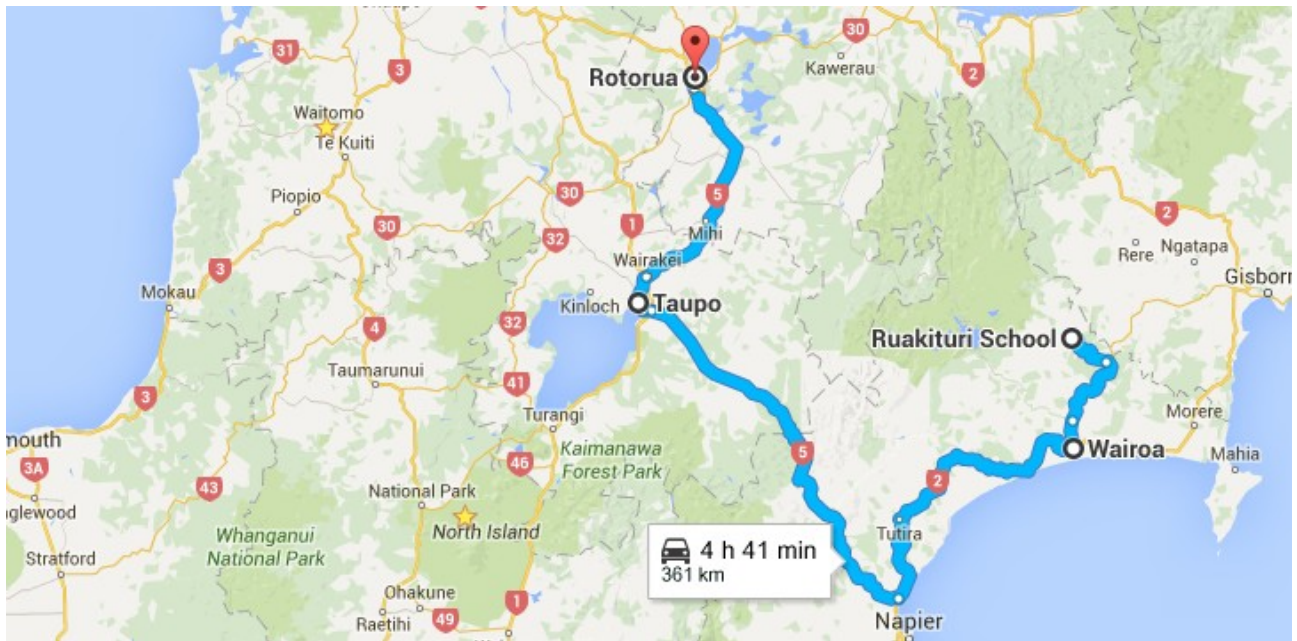 31
3
30
2
Rotorua
Kawerau
Waitomo
Te Kuiti
Piopio
30
30
5
1
32
Mihi
2
Rere
Ngatapa
Wairakei
Gisborn
3
Mokau
Kinloch
Taupo
4
32
Ruakituri School
Taumarunui
41
3
Turangi
Morere
mouth
Kaimanawa
Forest Park
5
Wairoa
Mahia
3A
46
2
43
glewood
National Park
North Island
Tutira
Whanganui
National Park
4 h 41 min
361 km
Stratford
Ohakune
1
Raetihi
49
Napier